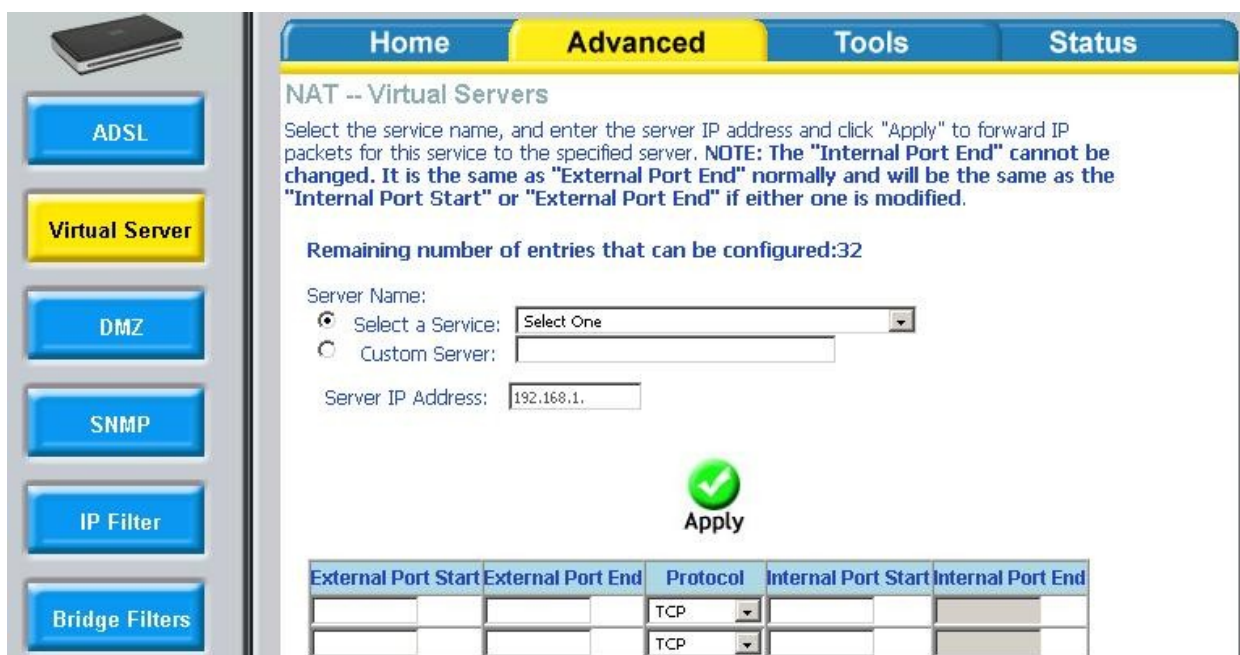 Home Advanced Tools Status
ADSL
Virtual Server
DMZ
SNMP
IP Filter
Bridge Filters
NAT -- Virtual Servers
Select the service name, and enter the server IP address and click "Apply" to forward IP
packets for this service to the specified server. NOTE: The "Internal Port End" cannot be
changed. It is the same as "External Port End" normally and will be the same as the
"Internal Port Start" or "External Port End" if either one is modified.
Remaining number of entries that can be configured:32
Server Name:
Select a Service: Select One
Custom Server:
Server IP Address: 192.168.1.
Apply
External Port Start External Port End Protocol Internal Port Start Internal Port End
TCP
TCP